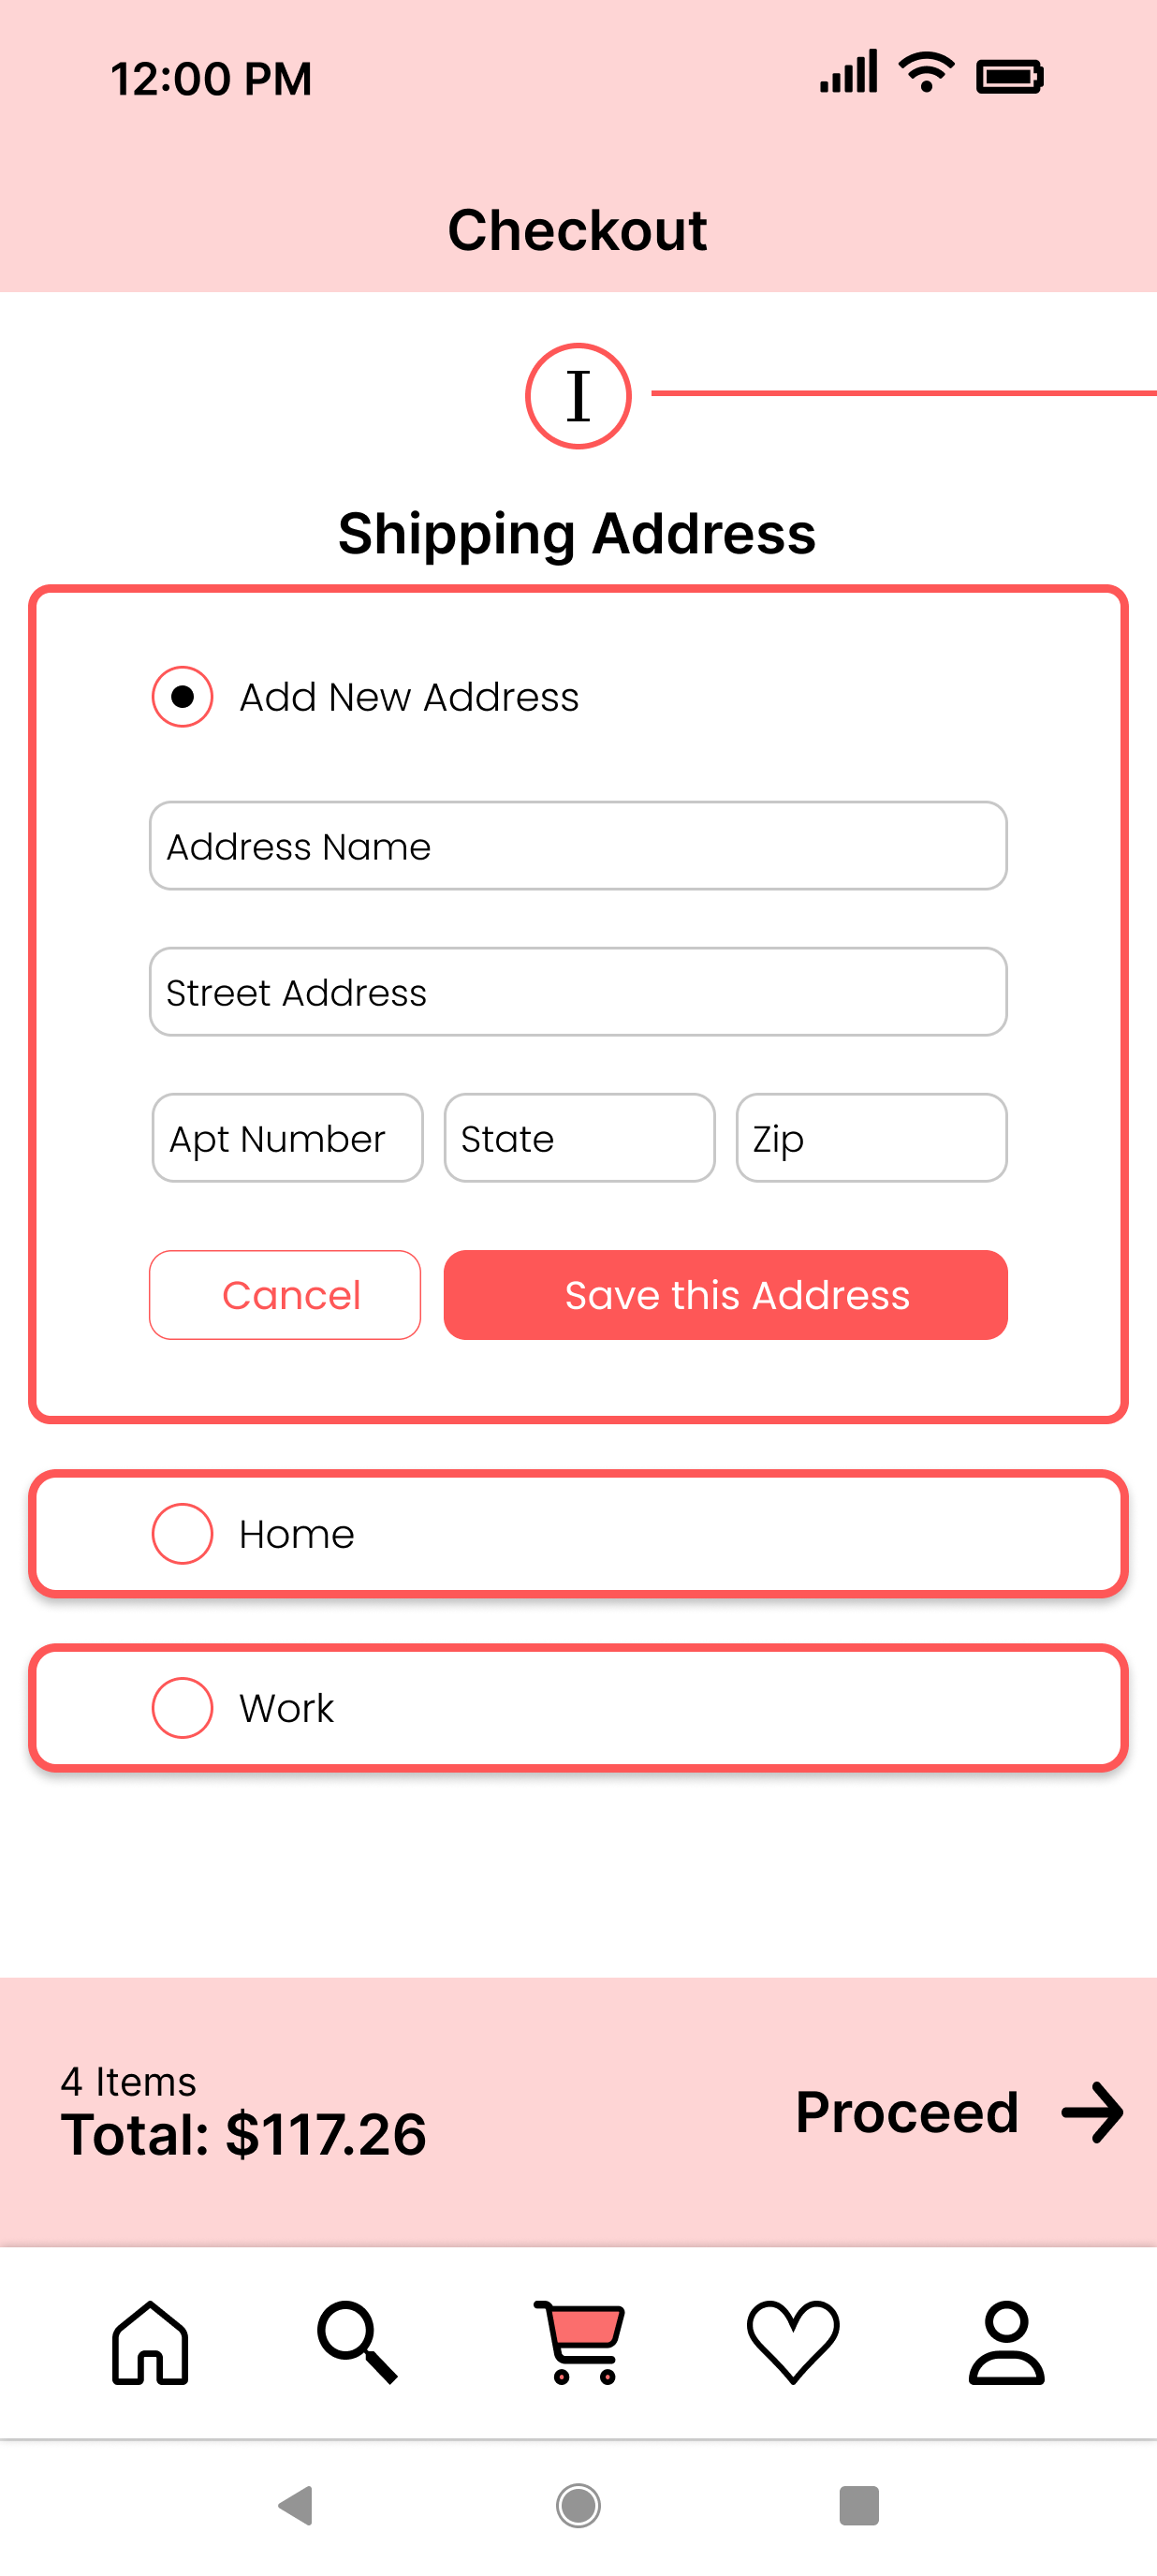 12:00 PM
Checkout
I
Shipping Address
Add New Address
Address Name
Street Address
Apt Number State Zip
Cancel Save this Address
Home
Work
4 Items
Total: $117.26
Proceed